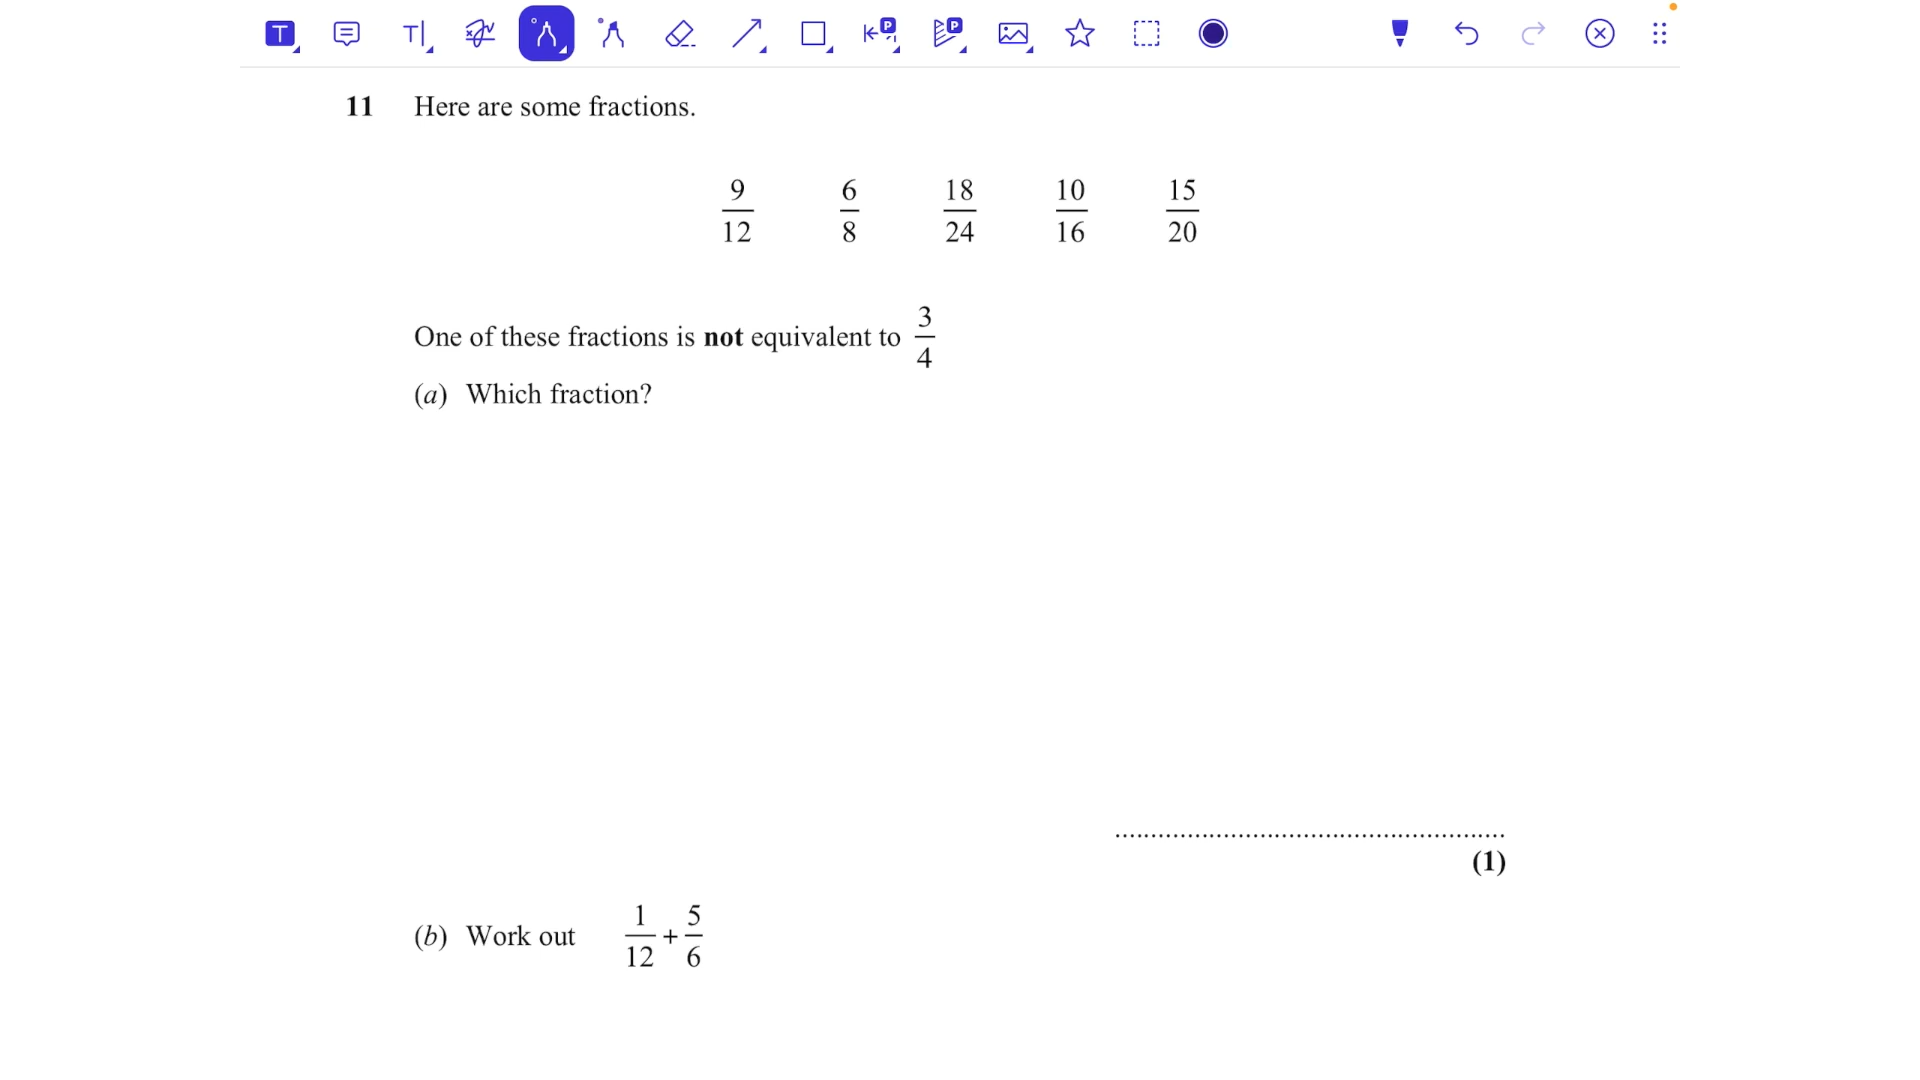 11 Here are some fractions.
9/12 6/8 18/24 10/16 15/20
One of these fractions is not equivalent to 3/4
(a) Which fraction?
......................................................
(1)
(b) Work out 1/12 + 5/6